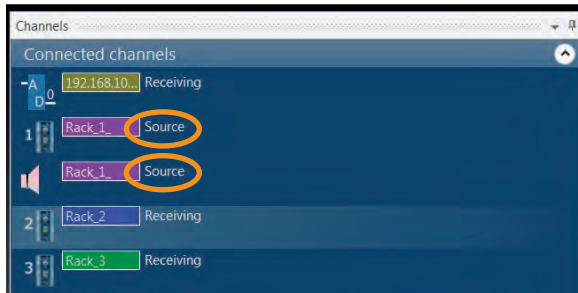 Channels
Connected channels
A D 0 192.168.10... Receiving
1 Rack_1_ Source
Rack_1_ Source
2 Rack_2 Receiving
3 Rack_3 Receiving